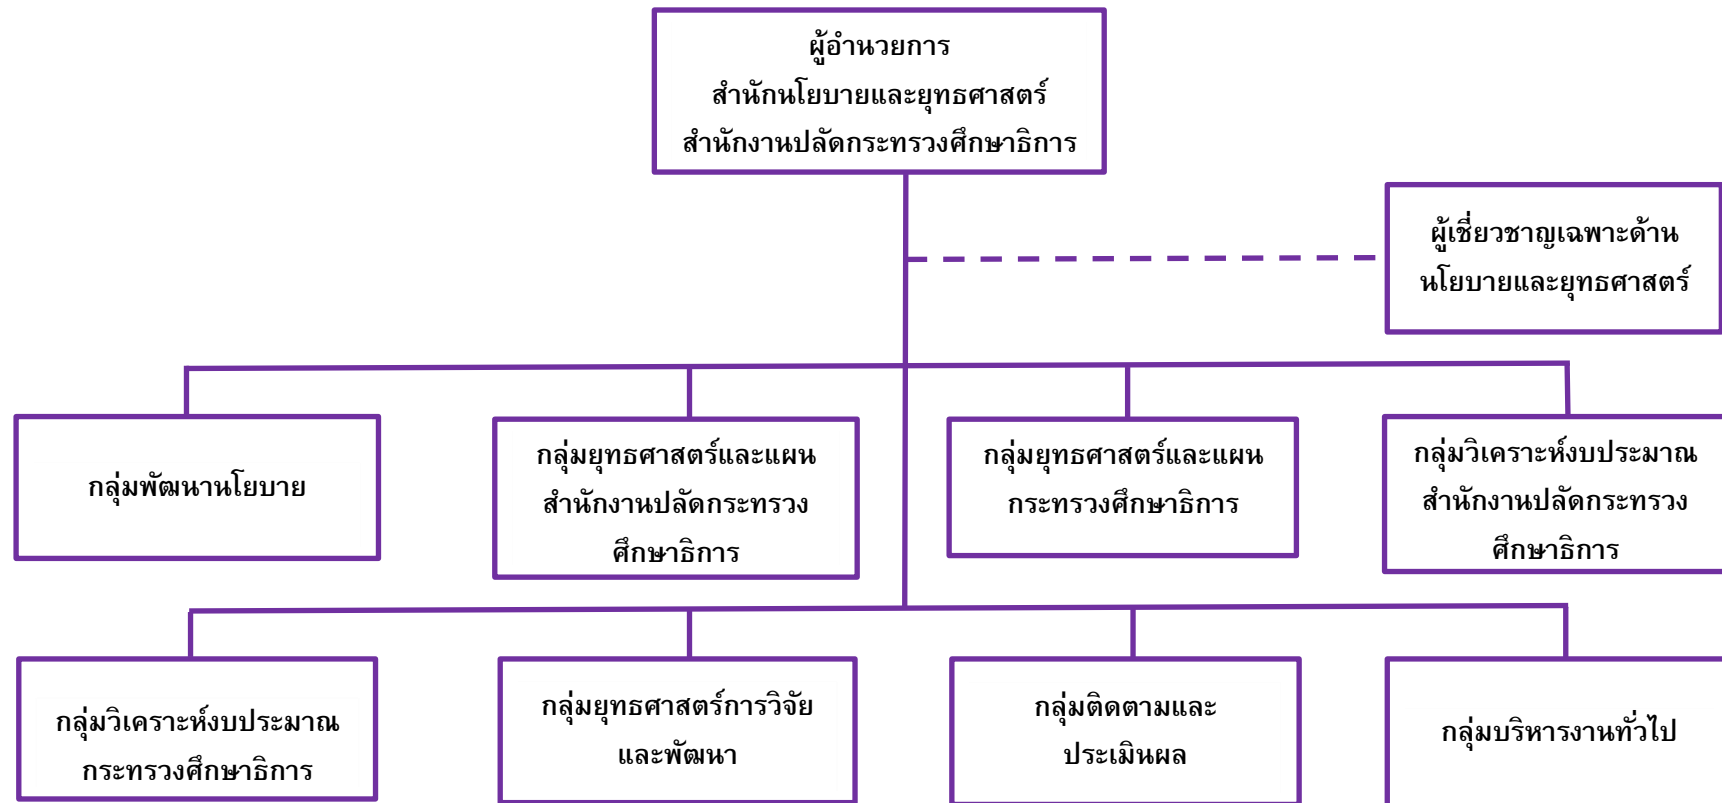 ผู้อำนวยการ
สำนักนโยบายและยุทธศาสตร์
สำนักงานปลัดกระทรวงศึกษาธิการ
ผู้เชี่ยวชาญเฉพาะด้าน
นโยบายและยุทธศาสตร์
กลุ่มพัฒนานโยบาย
กลุ่มยุทธศาสตร์และแผน
สำนักงานปลัดกระทรวง
ศึกษาธิการ
กลุ่มยุทธศาสตร์และแผน
กระทรวงศึกษาธิการ
กลุ่มวิเคราะห์งบประมาณ
สำนักงานปลัดกระทรวง
ศึกษาธิการ
กลุ่มวิเคราะห์งบประมาณ
กระทรวงศึกษาธิการ
กลุ่มยุทธศาสตร์การวิจัย
และพัฒนา
กลุ่มติดตามและ
ประเมินผล
กลุ่มบริหารงานทั่วไป